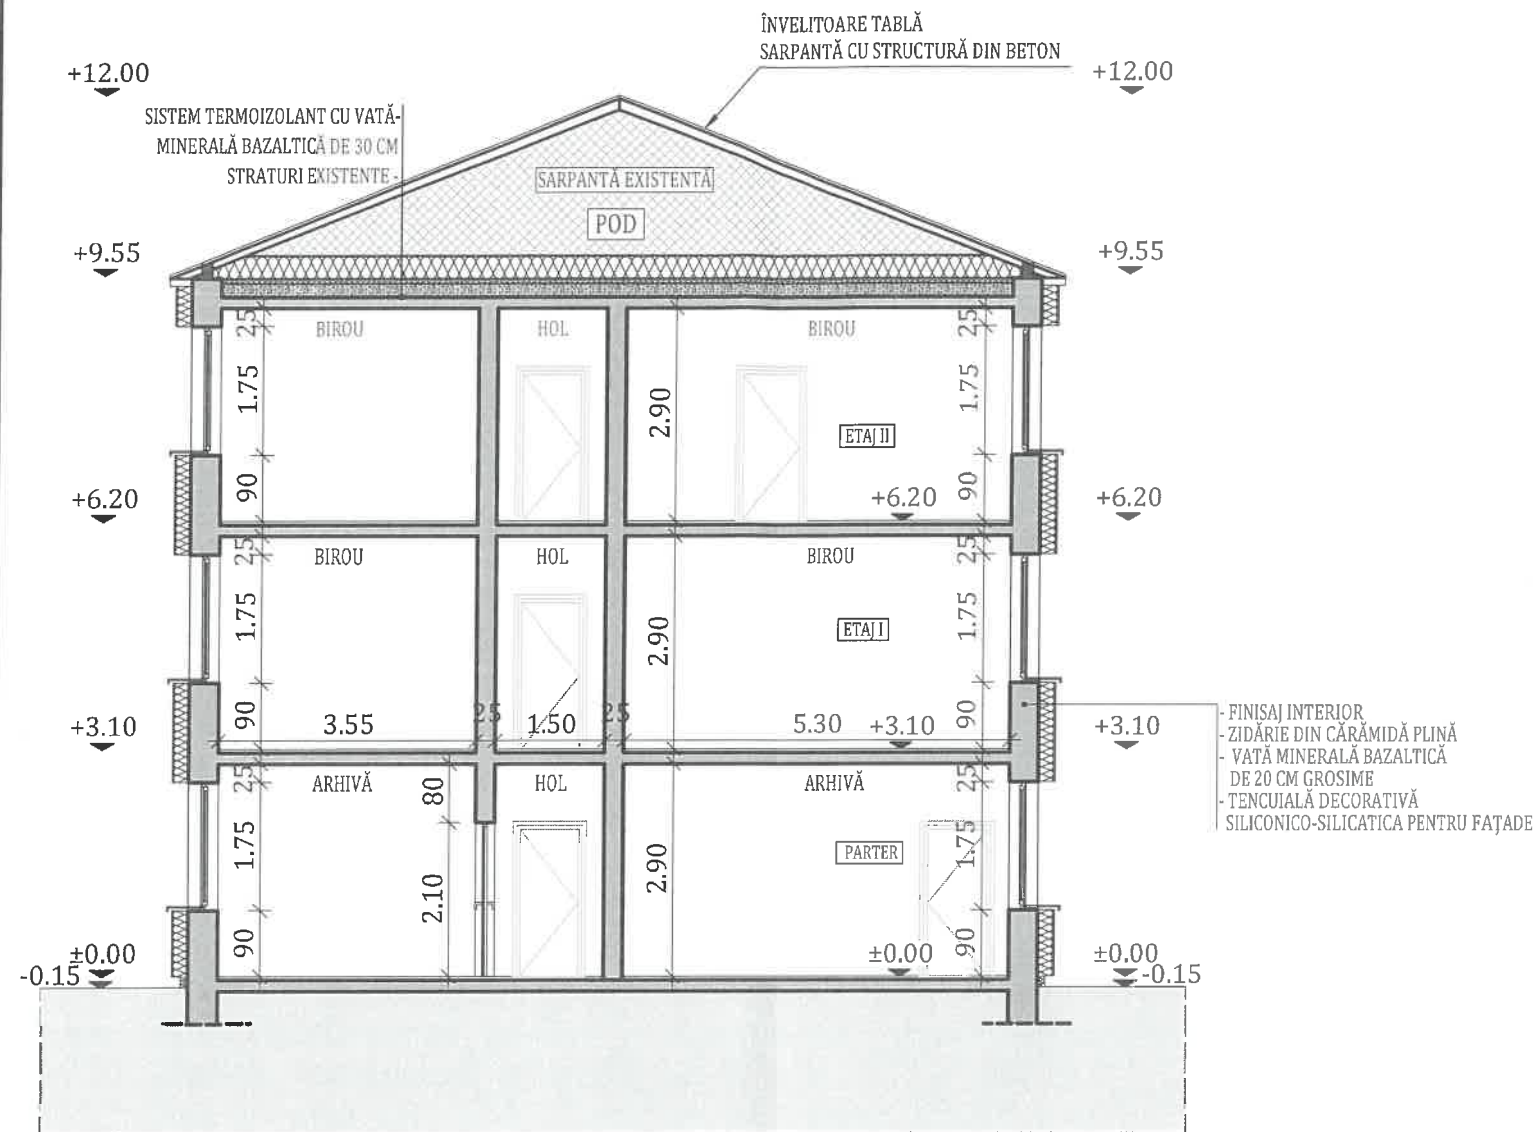 ÎNVELITOARE TABLĂ
SARPANTĂ CU STRUCTURĂ DIN BETON
+12.00
+12.00
SISTEM TERMOIZOLANT CU VATĂ-
MINERALĂ BAZALTICĂ DE 30 CM
STRATURI EXISTENTE -
SARPANTĂ EXISTENTĂ
POD
+9.55
+9.55
BIROU
HOL
BIROU
25
1.75
90
2.90
25
1.75
90
ETAJ II
+6.20
+6.20
+6.20
BIROU
HOL
BIROU
25
1.75
90
2.90
25
1.75
90
ETAJ I
3.55
25
1.50
25
5.30
+3.10
+3.10
+3.10
- FINISAJ INTERIOR
- ZIDĂRIE DIN CĂRĂMIDĂ PLINĂ
- VATĂ MINERALĂ BAZALTICĂ
DE 20 CM GROSIME
- TENCUIALĂ DECORATIVĂ
SILICONICO-SILICATICA PENTRU FAȚADE
ARHIVĂ
HOL
ARHIVĂ
25
1.75
90
80
2.10
2.90
25
1.75
90
PARTER
±0.00
±0.00
±0.00
-0.15
-0.15